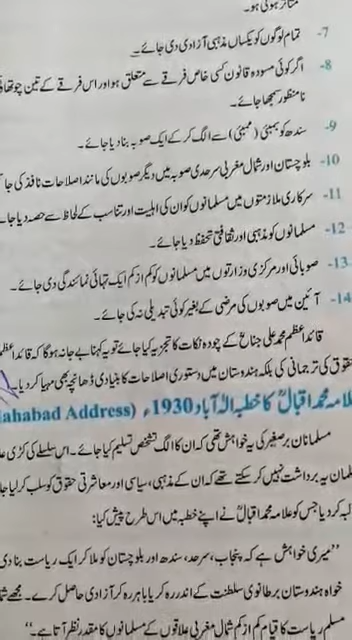 متاثر ہوتی ہو۔
7- تمام لوگوں کو یکساں مذہبی آزادی دی جائے۔
8- اگر کوئی مسودہ قانون کسی خاص فرقے سے متعلق ہو اور اس فرقے کے تین چوتھائی
نامنظور سمجھا جائے۔
9- سندھ کو بمبئی (ممبئی) سے الگ کر کے ایک صوبہ بنا دیا جائے۔
10- بلوچستان اور شمال مغربی سرحدی صوبہ میں دیگر صوبوں کی مانند اصلاحات نافذ کی جا
11- سرکاری ملازمتوں میں مسلمانوں کو ان کی اہلیت اور تناسب کے لحاظ سے حصہ دیا جائے
12- مسلمانوں کو مذہبی اور ثقافتی تحفظ دیا جائے۔
13- صوبائی اور مرکزی وزارتوں میں مسلمانوں کو کم از کم ایک تہائی نمائندگی دی جائے۔
14- آئین میں صوبوں کی مرضی کے بغیر کوئی تبدیلی نہ کی جائے۔
قائداعظم محمد علی جناحؒ کے چودہ نکات کا تجزیہ کیا جائے تو یہ کہنا بے جا نہ ہوگا کہ قائداعظم
حقوق کی ترجمانی کی بلکہ ہندوستان میں دستوری اصلاحات کا بنیادی ڈھانچہ بھی مہیا کر دیا۔
علامہ محمد اقبالؒ کا خطبہ الٰہ آباد 1930ء (lahabad Address)
مسلمانان برصغیر کی یہ خواہش تھی کہ ان کا الگ تشخص تسلیم کیا جائے۔ اس سلسلے کی کڑی
لمان یہ برداشت نہیں کر سکتے تھے کہ ان کے مذہبی، سیاسی اور معاشرتی حقوق کو سلب کر لیا جا
لبہ کر دیا جس کو علامہ محمد اقبالؒ نے اپنے خطبہ میں اس طرح پیش کیا:
"میری خواہش ہے کہ پنجاب، سرحد، سندھ اور بلوچستان کو ملا کر ایک ریاست بنا دی
خواہ ہندوستان برطانوی سلطنت کے اندر رہ کر یا باہر رہ کر آزادی حاصل کرے۔ مجھے
مسلم ریاست کا قیام کم از کم شمال مغربی علاقوں کے مسلمانوں کا مقدر نظر آتا ہے۔"